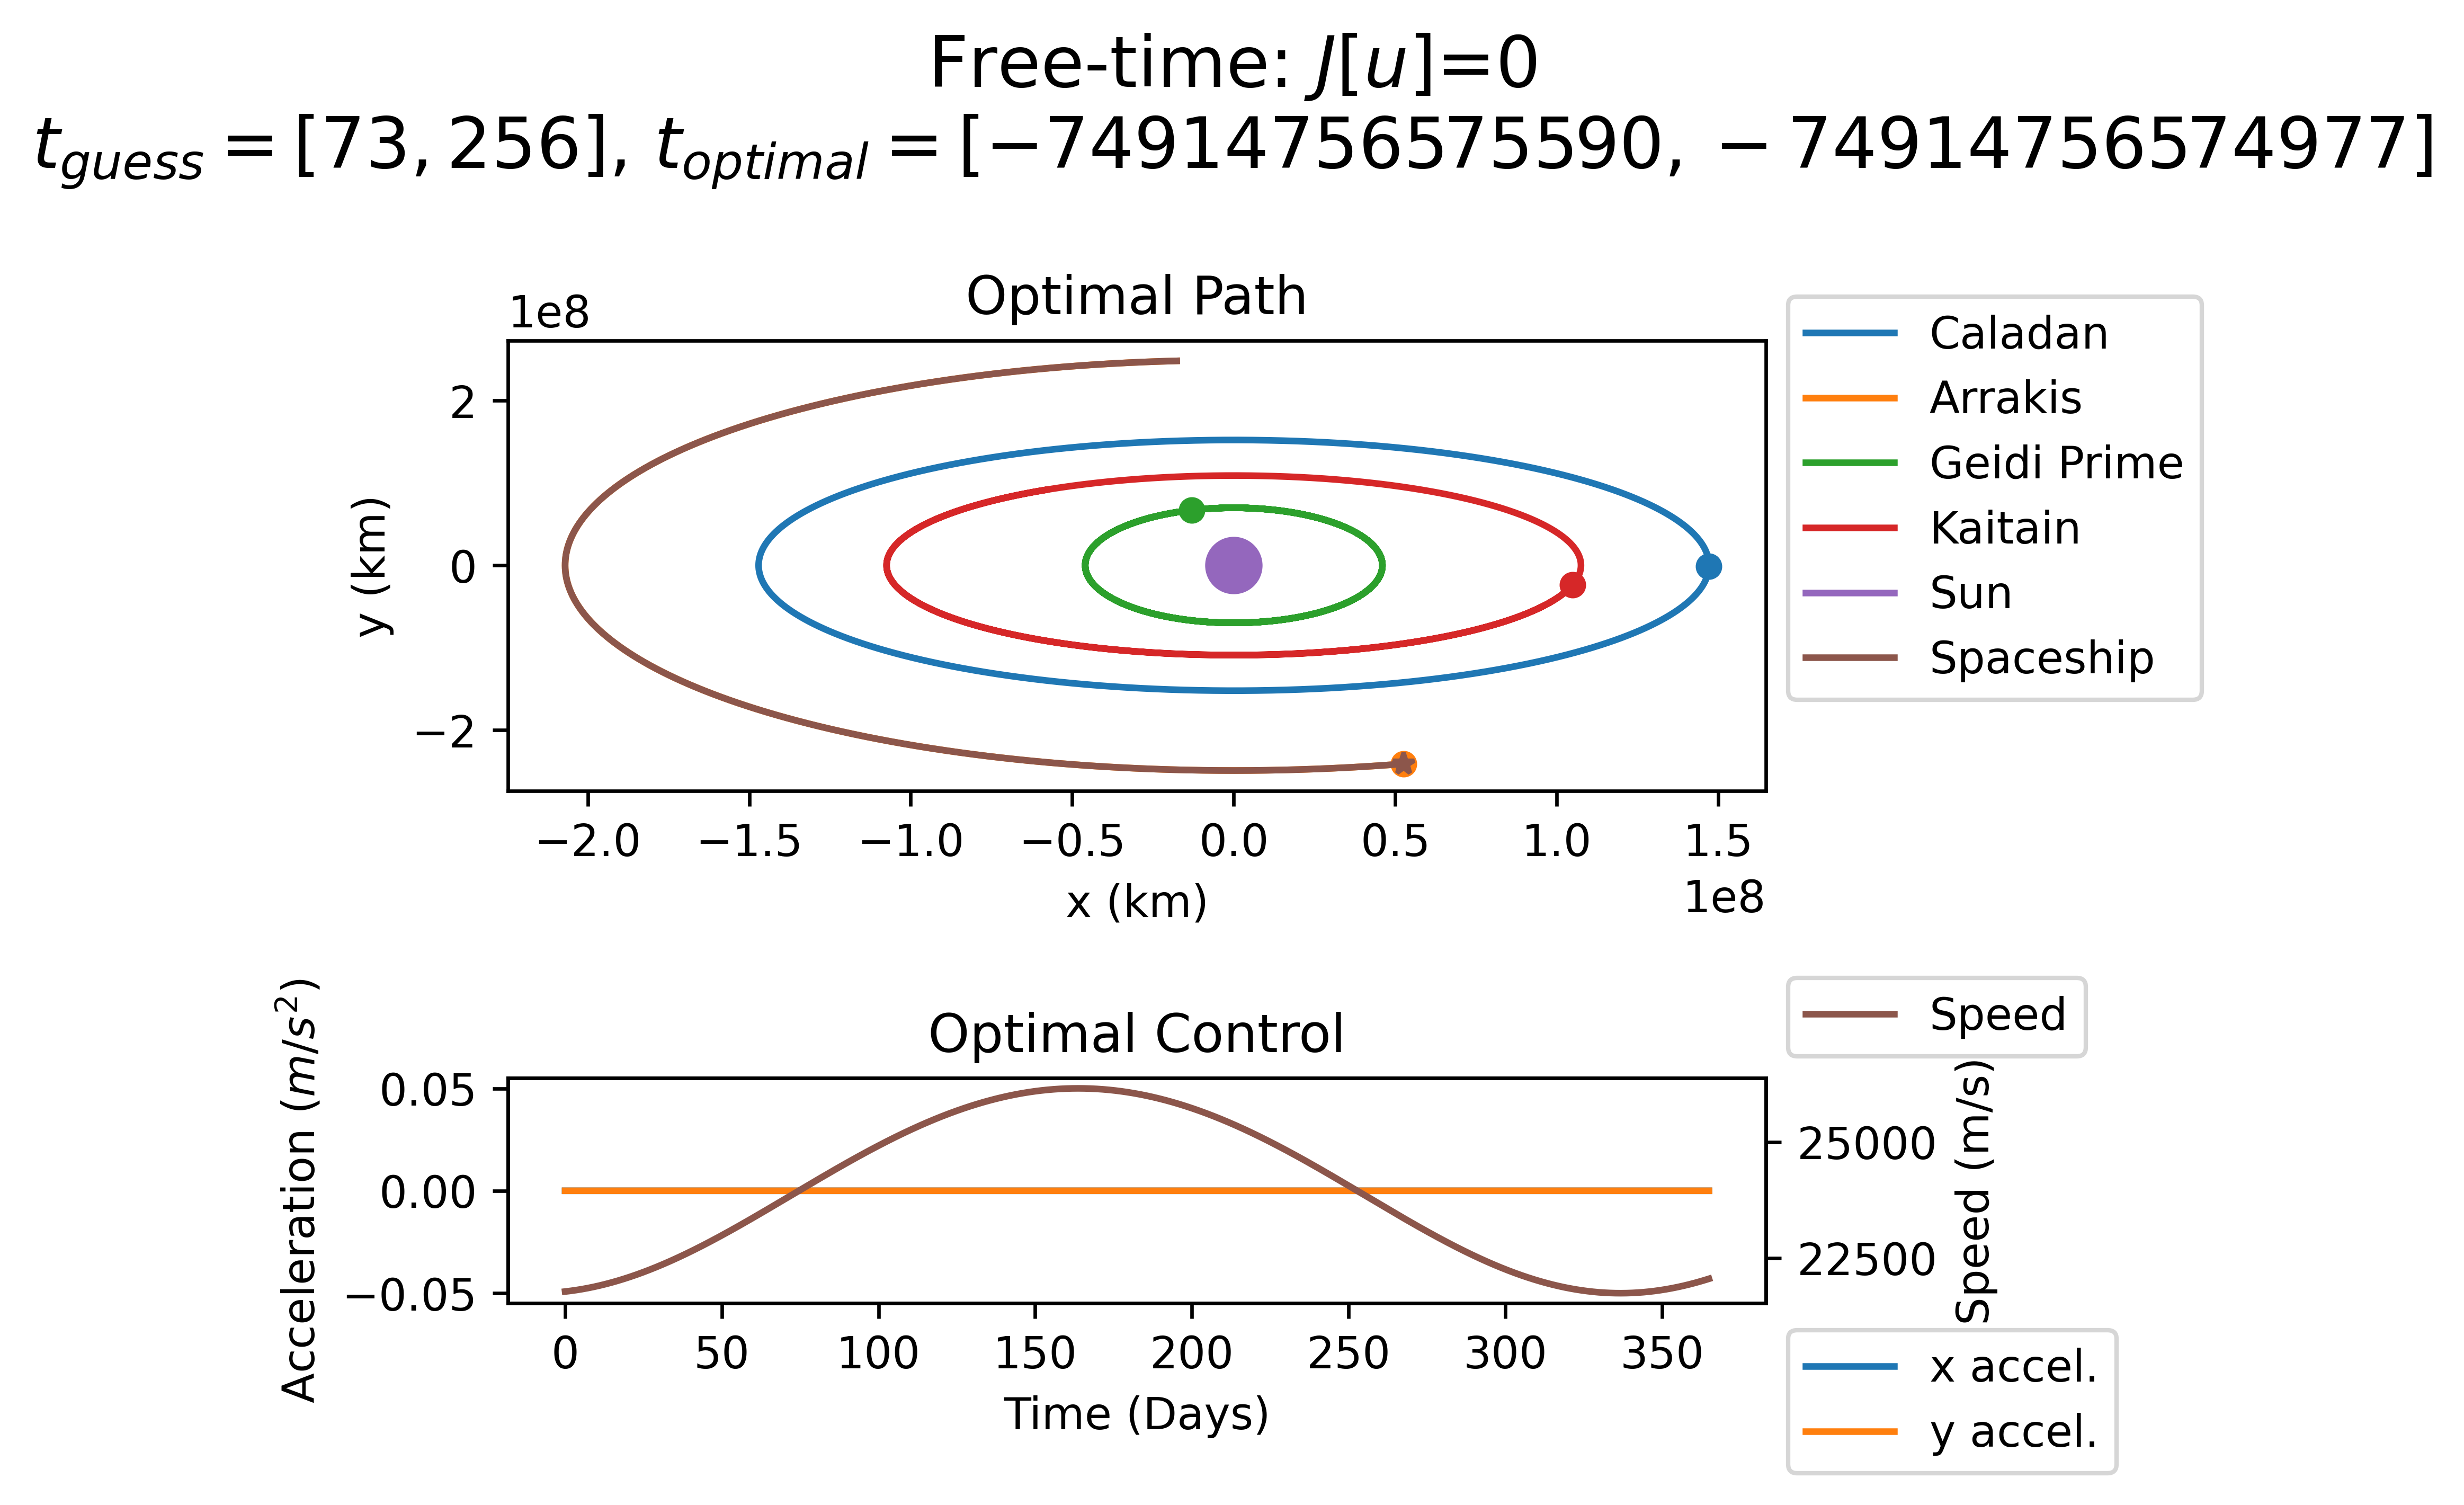 Free-time: J[u]=0
t_guess = [73, 256], t_optimal = [−74914756575590, −74914756574977]
Optimal Path
1e8
2
0
−2
y (km)
−2.0 −1.5 −1.0 −0.5 0.0 0.5 1.0 1.5
x (km)
1e8
Caladan
Arrakis
Geidi Prime
Kaitain
Sun
Spaceship
Optimal Control
Acceleration (m/s²)
0.05
0.00
−0.05
0 50 100 150 200 250 300 350
Time (Days)
Speed
25000
22500
Speed (m/s)
x accel.
y accel.